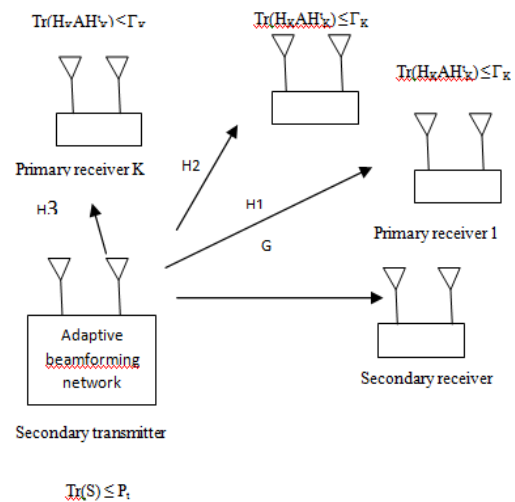 Tr(HₖAH'ₖ)≤Γₖ
Tr(HₖAH'ₖ)≤Γₖ
Tr(HₖAH'ₖ)≤Γₖ
Primary receiver K
H2
H3
H1
G
Primary receiver 1
Adaptive
beamforming
network
Secondary receiver
Secondary transmitter
Tr(S) ≤ Pₜ